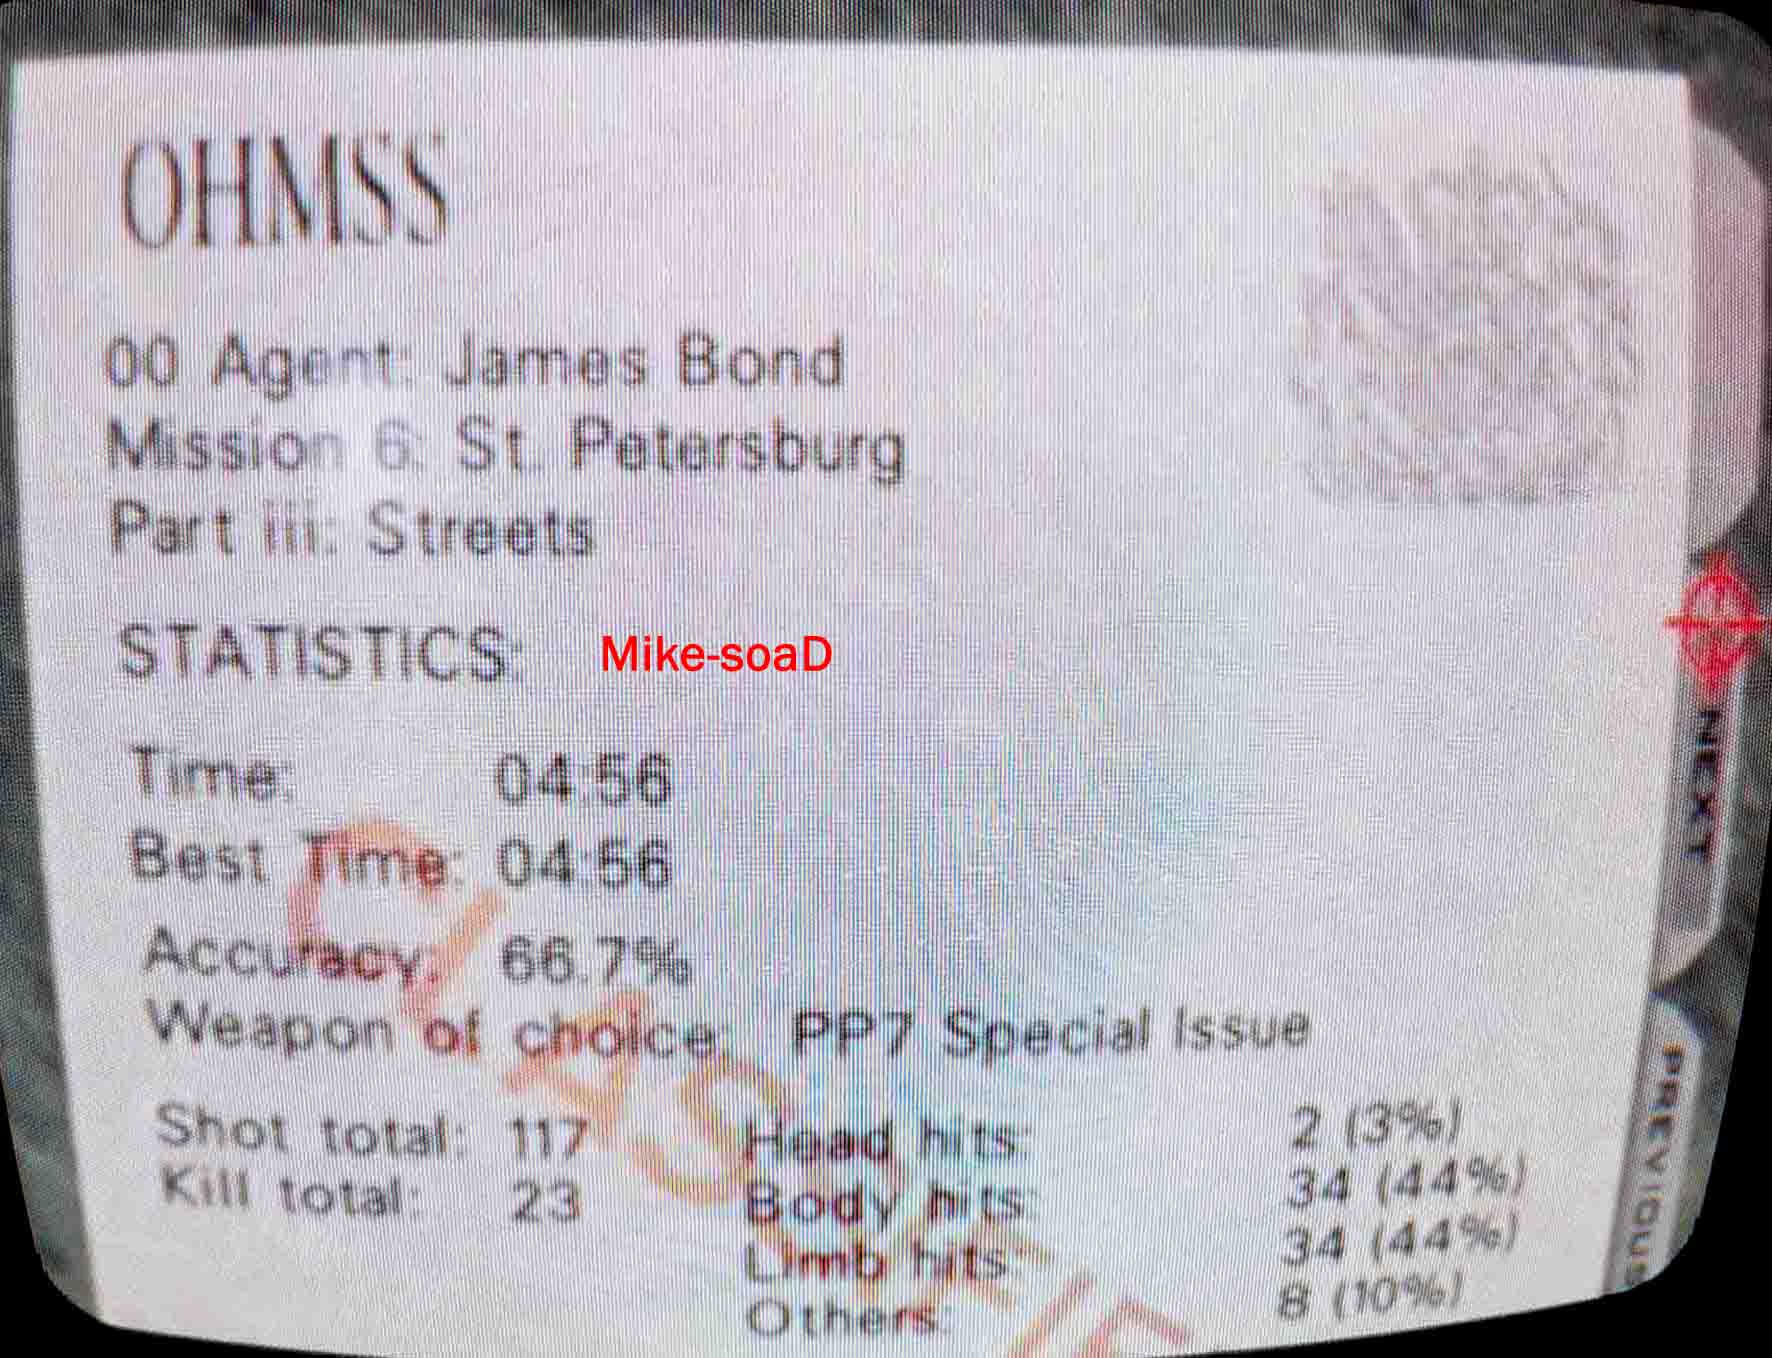 OHMSS
00 Agent: James Bond
Mission 6: St. Petersburg
Part iii: Streets
STATISTICS: Mike-soaD
Time: 04:56
Best Time: 04:56
Accuracy: 66.7%
Weapon of choice: PP7 Special Issue
Shot total: 117 Head hits: 2 (3%)
Kill total: 23 Body hits: 34 (44%)
Limb hits: 34 (44%)
Others: 8 (10%)
NEXT
PREVIOUS